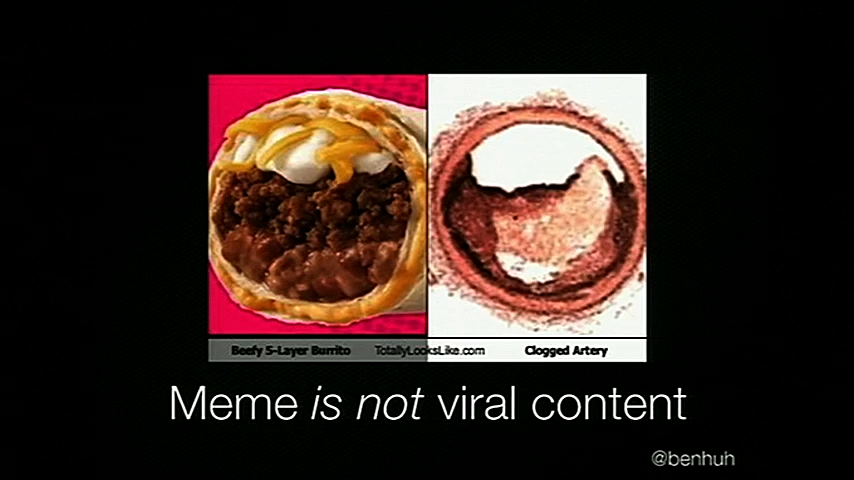 Beefy 5-Layer Burrito TotallyLooksLike.com Clogged Artery
Meme is not viral content
@benhuh